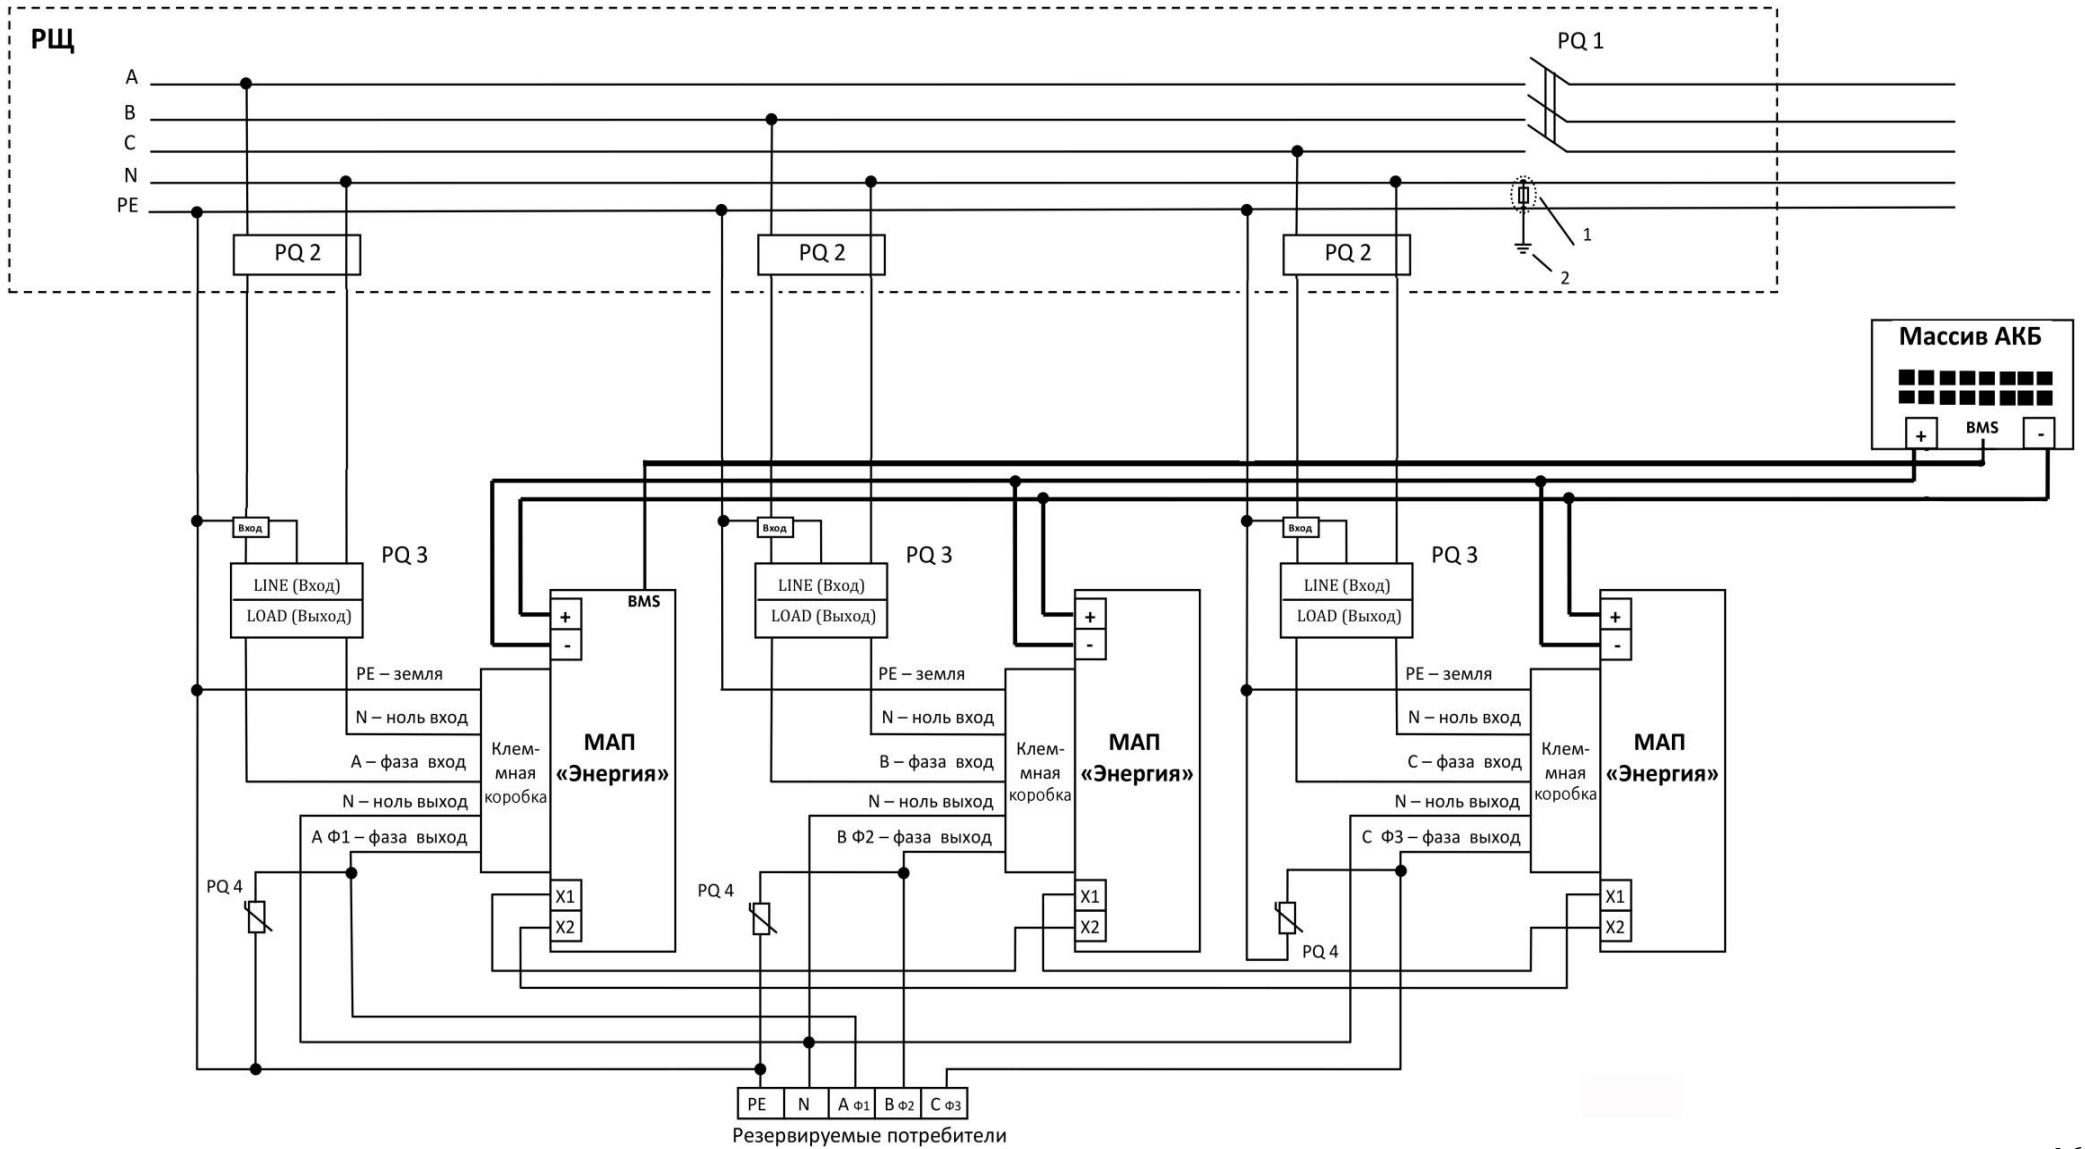 РЩ
PQ 1
A
B
C
N
PE
PQ 2
PQ 2
PQ 2
1
2
Массив АКБ
+
BMS
-
Вход
Вход
Вход
PQ 3
PQ 3
PQ 3
LINE (Вход)
LOAD (Выход)
LINE (Вход)
LOAD (Выход)
LINE (Вход)
LOAD (Выход)
BMS
+
-
+
-
+
-
PE – земля
N – ноль вход
A – фаза вход
N – ноль выход
A Ф1 – фаза выход
Клем-
мная
коробка
МАП
«Энергия»
PE – земля
N – ноль вход
B – фаза вход
N – ноль выход
B Ф2 – фаза выход
Клем-
мная
коробка
МАП
«Энергия»
PE – земля
N – ноль вход
C – фаза вход
N – ноль выход
C Ф3 – фаза выход
Клем-
мная
коробка
МАП
«Энергия»
PQ 4
X1
X2
PQ 4
X1
X2
PQ 4
X1
X2
PE N A Ф1 B Ф2 C Ф3
Резервируемые потребители